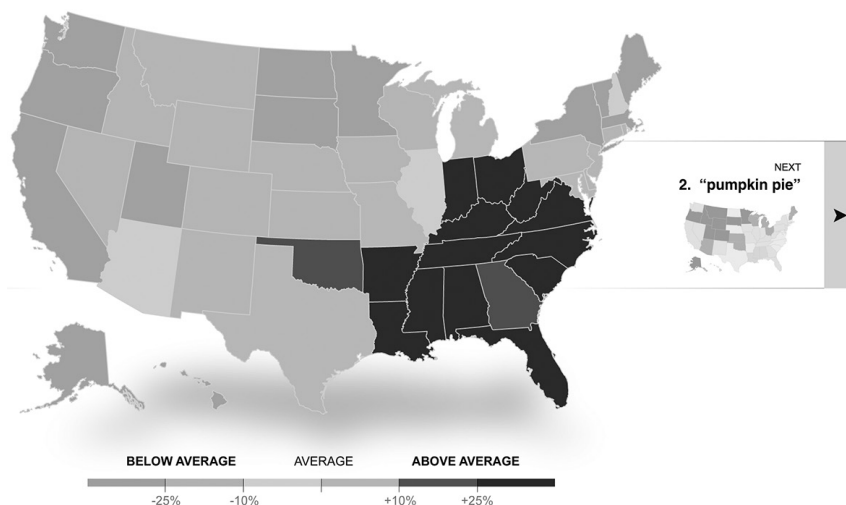 NEXT
2. “pumpkin pie”
BELOW AVERAGE AVERAGE ABOVE AVERAGE
-25% -10% +10% +25%